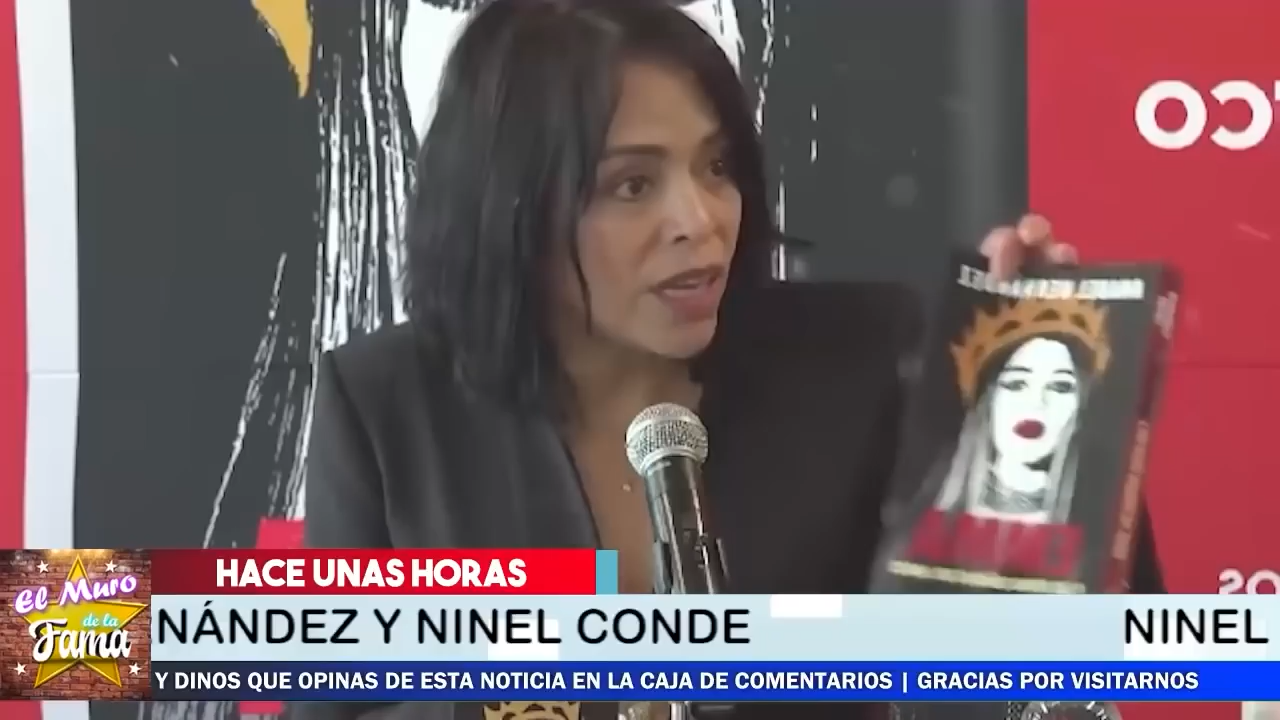 HACE UNAS HORAS
El Muro
de la
Fama
NÁNDEZ Y NINEL CONDE
NINEL
Y DINOS QUE OPINAS DE ESTA NOTICIA EN LA CAJA DE COMENTARIOS | GRACIAS POR VISITARNOS